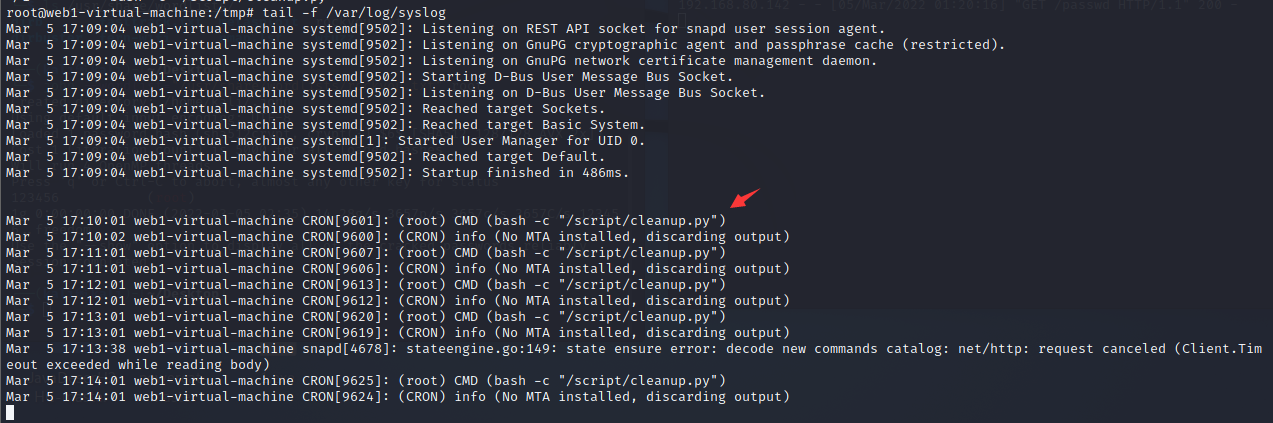 root@web1-virtual-machine:/tmp# tail -f /var/log/syslog
Mar  5 17:09:04 web1-virtual-machine systemd[9502]: Listening on REST API socket for snapd user session agent.
Mar  5 17:09:04 web1-virtual-machine systemd[9502]: Listening on GnuPG cryptographic agent and passphrase cache (restricted).
Mar  5 17:09:04 web1-virtual-machine systemd[9502]: Listening on GnuPG network certificate management daemon.
Mar  5 17:09:04 web1-virtual-machine systemd[9502]: Starting D-Bus User Message Bus Socket.
Mar  5 17:09:04 web1-virtual-machine systemd[9502]: Listening on D-Bus User Message Bus Socket.
Mar  5 17:09:04 web1-virtual-machine systemd[9502]: Reached target Sockets.
Mar  5 17:09:04 web1-virtual-machine systemd[9502]: Reached target Basic System.
Mar  5 17:09:04 web1-virtual-machine systemd[1]: Started User Manager for UID 0.
Mar  5 17:09:04 web1-virtual-machine systemd[9502]: Reached target Default.
Mar  5 17:09:04 web1-virtual-machine systemd[9502]: Startup finished in 486ms.
Mar  5 17:10:01 web1-virtual-machine CRON[9601]: (root) CMD (bash -c "/script/cleanup.py")
Mar  5 17:10:02 web1-virtual-machine CRON[9600]: (CRON) info (No MTA installed, discarding output)
Mar  5 17:11:01 web1-virtual-machine CRON[9607]: (root) CMD (bash -c "/script/cleanup.py")
Mar  5 17:11:01 web1-virtual-machine CRON[9606]: (CRON) info (No MTA installed, discarding output)
Mar  5 17:12:01 web1-virtual-machine CRON[9613]: (root) CMD (bash -c "/script/cleanup.py")
Mar  5 17:12:01 web1-virtual-machine CRON[9612]: (CRON) info (No MTA installed, discarding output)
Mar  5 17:13:01 web1-virtual-machine CRON[9620]: (root) CMD (bash -c "/script/cleanup.py")
Mar  5 17:13:01 web1-virtual-machine CRON[9619]: (CRON) info (No MTA installed, discarding output)
Mar  5 17:13:38 web1-virtual-machine snapd[4678]: stateengine.go:149: state ensure error: decode new commands catalog: net/http: request canceled (Client.Tim
eout exceeded while reading body)
Mar  5 17:14:01 web1-virtual-machine CRON[9625]: (root) CMD (bash -c "/script/cleanup.py")
Mar  5 17:14:01 web1-virtual-machine CRON[9624]: (CRON) info (No MTA installed, discarding output)